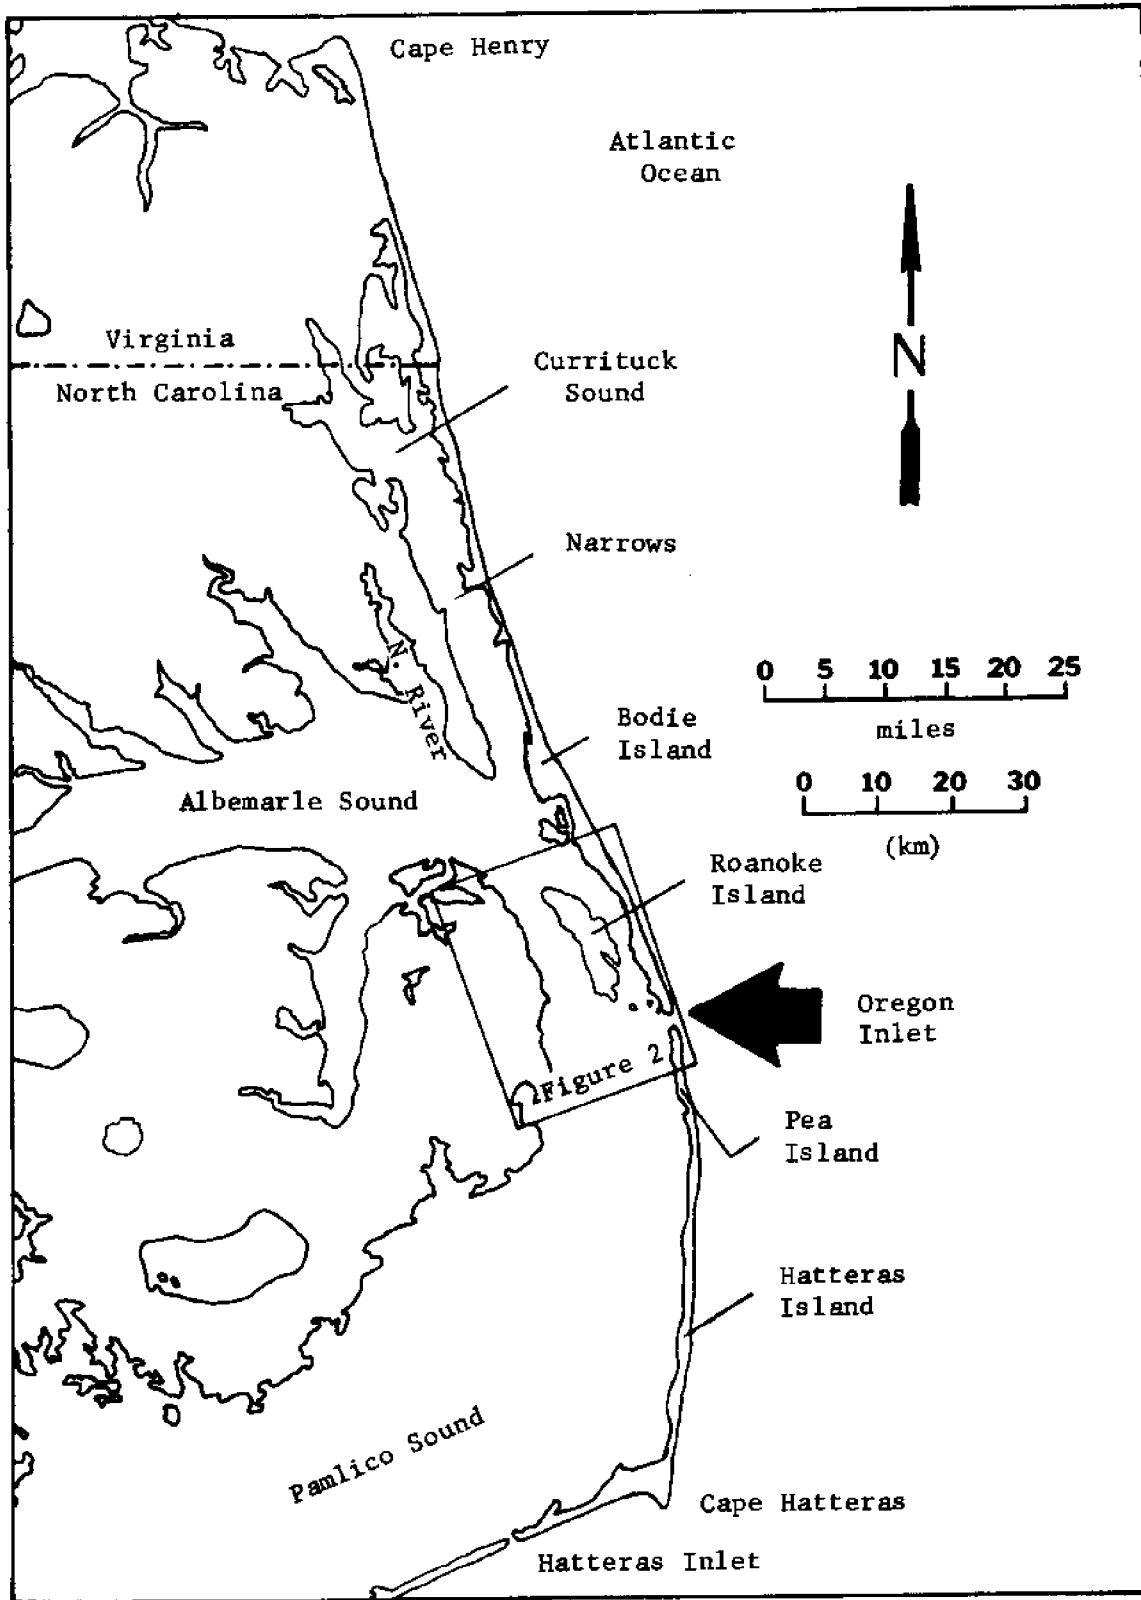 Cape Henry
Atlantic
Ocean
Virginia
North Carolina
N
Currituck
Sound
Narrows
N. River
0 5 10 15 20 25
miles
Bodie
Island
0 10 20 30
(km)
Albemarle Sound
Roanoke
Island
Oregon
Inlet
Figure 2
Pea
Island
Hatteras
Island
Pamlico Sound
Cape Hatteras
Hatteras Inlet